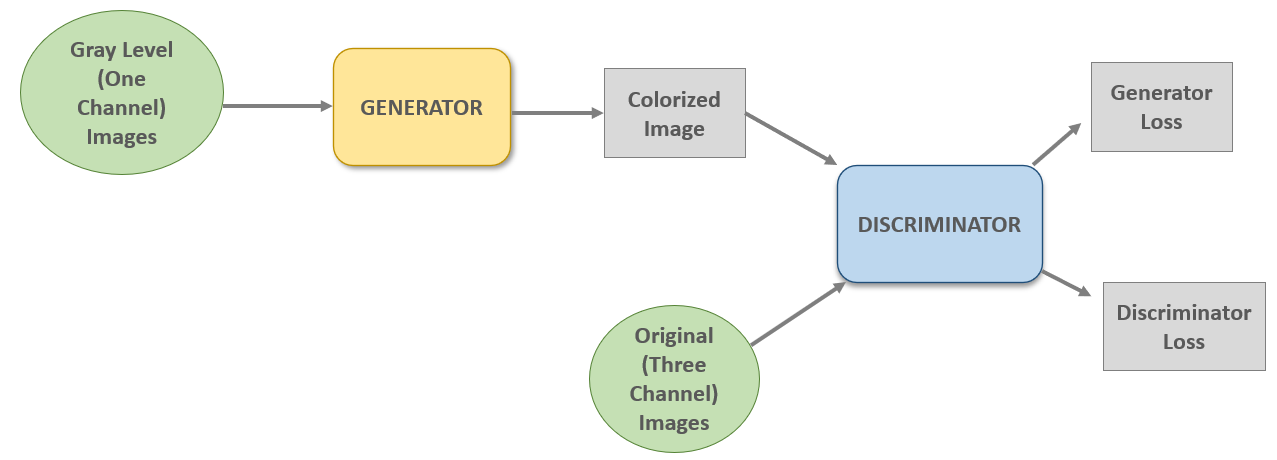 Gray Level
(One
Channel)
Images
GENERATOR
Colorized
Image
Generator
Loss
DISCRIMINATOR
Discriminator
Loss
Original
(Three
Channel)
Images